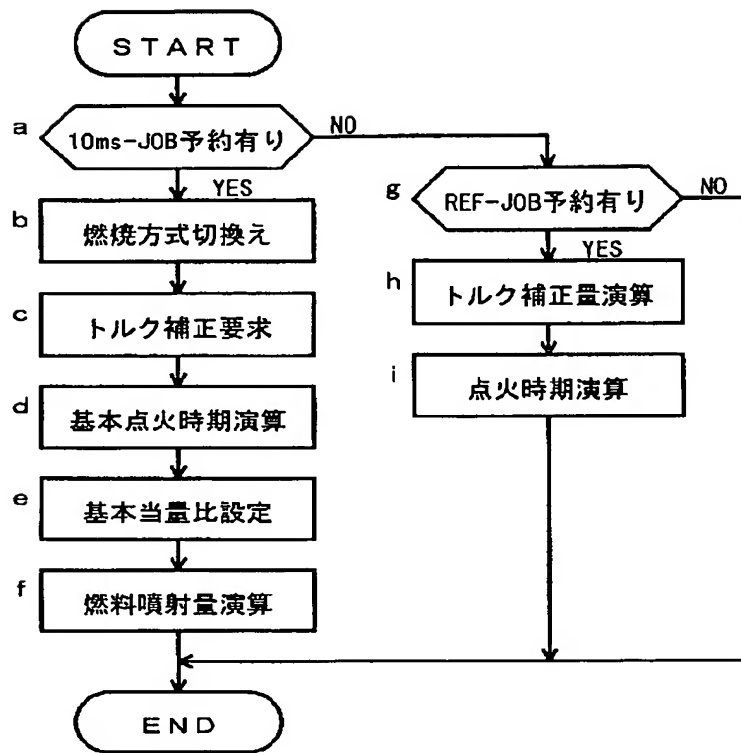 START
a
10ms-JOB予約有り
NO
YES
b
燃焼方式切換え
c
トルク補正要求
d
基本点火時期演算
e
基本当量比設定
f
燃料噴射量演算
g
REF-JOB予約有り
NO
YES
h
トルク補正量演算
i
点火時期演算
END